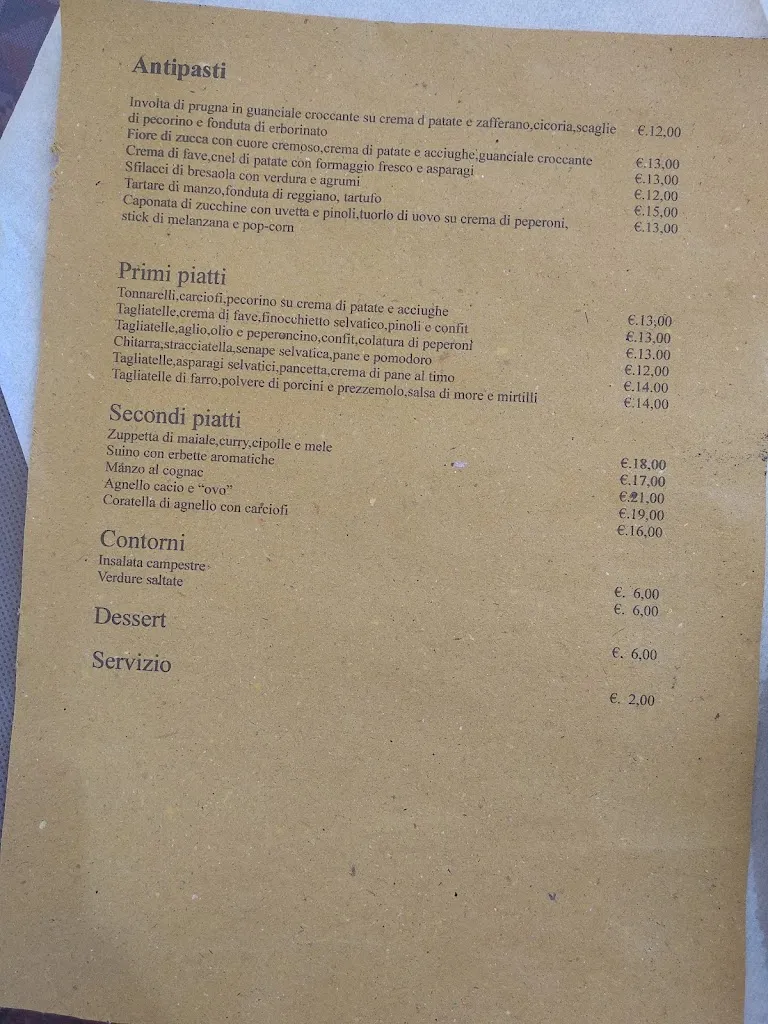 Antipasti
Involta di prugna in guanciale croccante su crema d patate e zafferano,cicoria,scaglie €.12,00
di pecorino e fonduta di erborinato
Fiore di zucca con cuore cremoso,crema di patate e acciughe,guanciale croccante €.13,00
Crema di fave,cnel di patate con formaggio fresco e asparagi €.13,00
Sfilacci di bresaola con verdura e agrumi €.12,00
Tartare di manzo,fonduta di reggiano, tartufo €.15,00
Caponata di zucchine con uvetta e pinoli,tuorlo di uovo su crema di peperoni, €.13,00
stick di melanzana e pop-corn
Primi piatti
Tonnarelli,carciofi,pecorino su crema di patate e acciughe €.13,00
Tagliatelle,crema di fave,finocchietto selvatico,pinoli e confit €.13,00
Tagliatelle,aglio,olio e peperoncino,confit,colatura di peperoni €.13,00
Chitarra,stracciatella,senape selvatica,pane e pomodoro €.12,00
Tagliatelle,asparagi selvatici,pancetta,crema di pane al timo €.14,00
Tagliatelle di farro,polvere di porcini e prezzemolo,salsa di more e mirtilli €.14,00
Secondi piatti
Zuppetta di maiale,curry,cipolle e mele €.18,00
Suino con erbette aromatiche €.17,00
Manzo al cognac €.21,00
Agnello cacio e “ovo” €.19,00
Coratella di agnello con carciofi €.16,00
Contorni
Insalata campestre €. 6,00
Verdure saltate €. 6,00
Dessert €. 6,00
Servizio €. 2,00